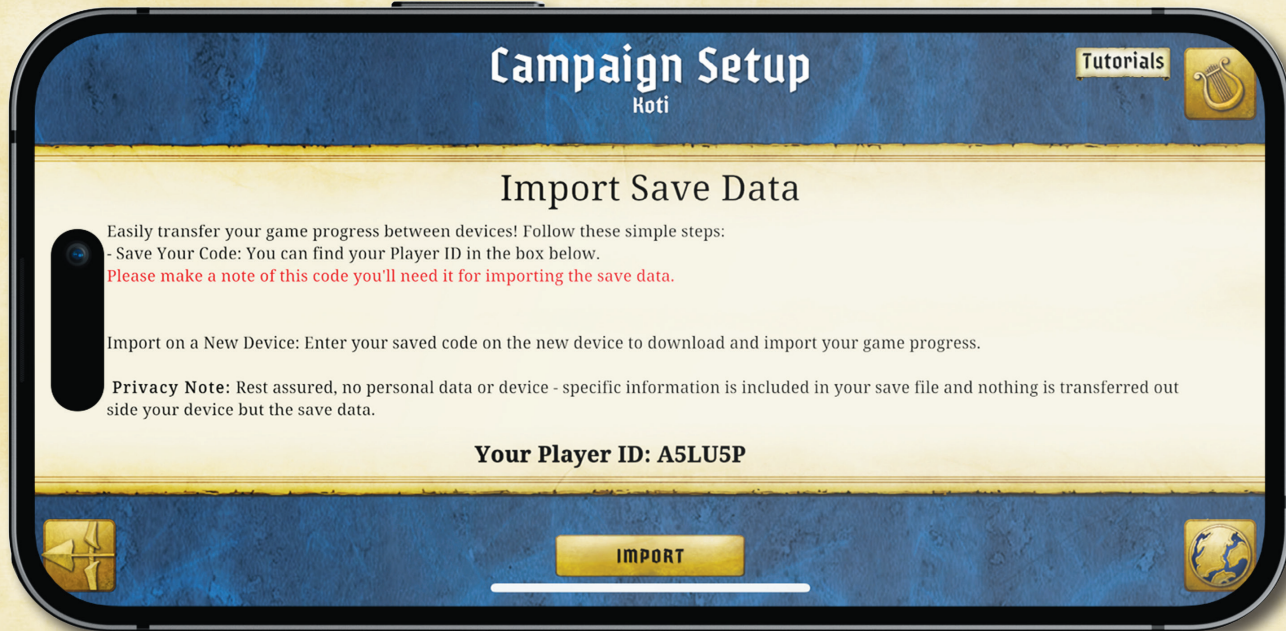 Campaign Setup
Koti
Tutorials
Import Save Data
Easily transfer your game progress between devices! Follow these simple steps:
- Save Your Code: You can find your Player ID in the box below.
Please make a note of this code you'll need it for importing the save data.
Import on a New Device: Enter your saved code on the new device to download and import your game progress.
Privacy Note: Rest assured, no personal data or device - specific information is included in your save file and nothing is transferred out
side your device but the save data.
Your Player ID: A5LU5P
IMPORT